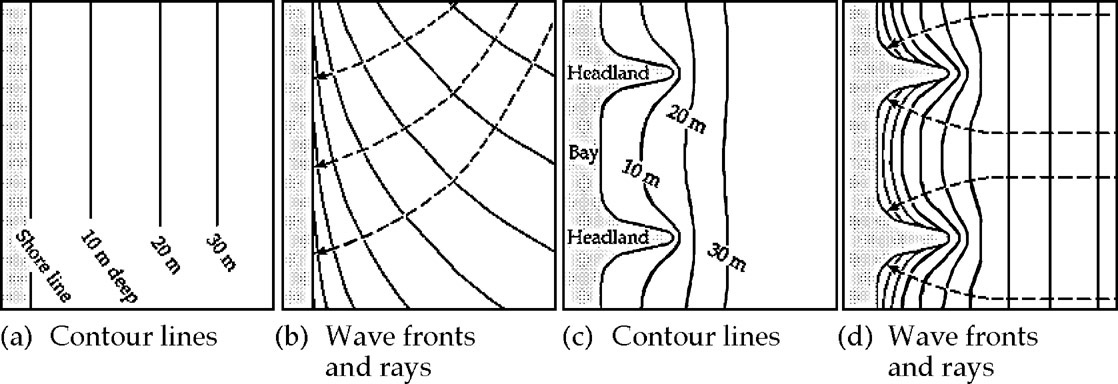 Shore line
10 m deep
20 m
30 m
Headland
Bay
Headland
10 m
20 m
30 m
(a) Contour lines
(b) Wave fronts
and rays
(c) Contour lines
(d) Wave fronts
and rays